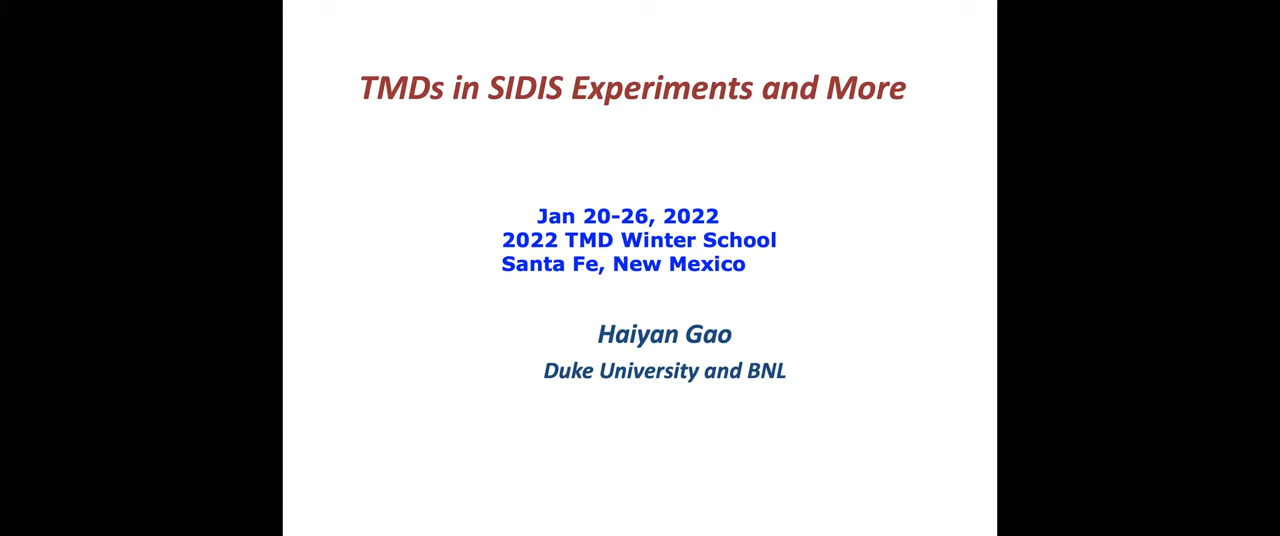 TMDs in SIDIS Experiments and More
Jan 20-26, 2022
2022 TMD Winter School
Santa Fe, New Mexico
Haiyan Gao
Duke University and BNL